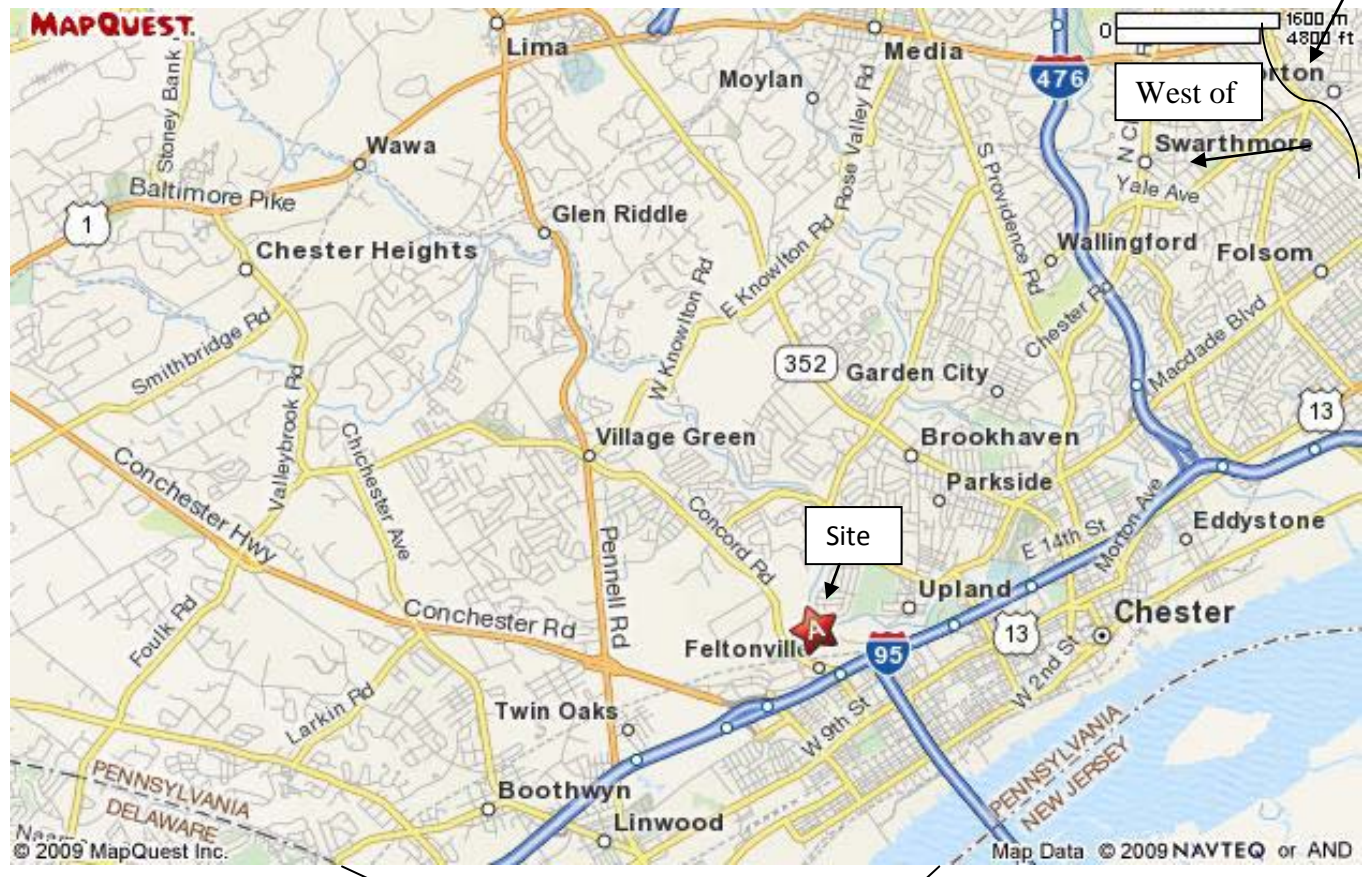 MAPQUEST.
Lima
Media
0
1600 m
4800 ft
Moylan
476
West of
orton
Stoney Bank
Wawa
Rose Valley Rd
S Providence Rd
Swarthmore
Yale Ave
Baltimore Pike
1
Glen Riddle
Chester Heights
Wallingford
Folsom
E Knowlton Rd
W Knowlton Rd
Smithbridge Rd
Chester Rd
Macdade Blvd
352
Garden City
13
Valleybrook Rd
Chichester Ave
Village Green
Brookhaven
Parkside
Conchester Hwy
Concord Rd
Pennell Rd
Site
E 14th St
Morton Ave
Eddystone
Upland
Foulk Rd
Conchester Rd
A
13
Chester
Feltonville
95
Larkin Rd
Twin Oaks
W 9th St
W 2nd St
PENNSYLVANIA
NEW JERSEY
PENNSYLVANIA
DELAWARE
Boothwyn
Linwood
© 2009 MapQuest Inc.
Map Data © 2009 NAVTEQ or AND